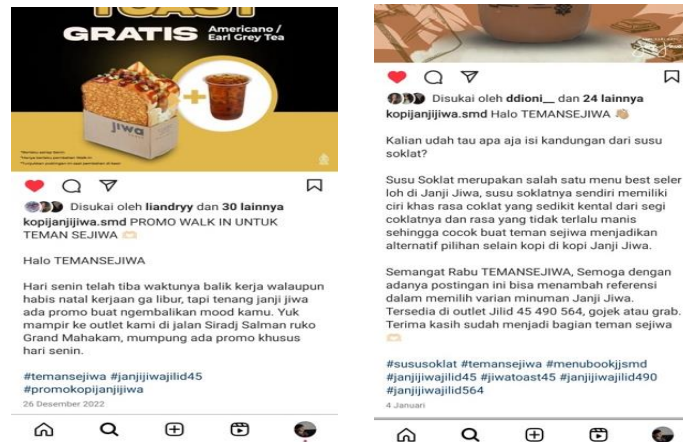 TOAST
GRATIS Americano /
Earl Grey Tea
jiwa
Disukai oleh liandryy dan 30 lainnya
kopijanjijiwa.smd PROMO WALK IN UNTUK
TEMAN SEJIWA 🫶🏻
Halo TEMANSEJIWA
Hari senin telah tiba waktunya balik kerja walaupun
habis natal kerjaan ga libur, tapi tenang janji jiwa
ada promo buat ngembalikan mood kamu. Yuk
mampir ke outlet kami di jalan Siradj Salman ruko
Grand Mahakam, mumpung ada promo khusus
hari senin.
#temansejiwa #janjijiwajilid45
#promokopijanjijiwa
26 Desember 2022
Disukai oleh ddioni__ dan 24 lainnya
kopijanjijiwa.smd Halo TEMANSEJIWA 👋🏻
Kalian udah tau apa aja isi kandungan dari susu
soklat?
Susu Soklat merupakan salah satu menu best seler
loh di Janji Jiwa, susu soklatnya sendiri memiliki
ciri khas rasa coklat yang sedikit kental dari segi
coklatnya dan rasa yang tidak terlalu manis
sehingga cocok buat teman sejiwa menjadikan
alternatif pilihan selain kopi di kopi Janji Jiwa.
Semangat Rabu TEMANSEJIWA, Semoga dengan
adanya postingan ini bisa menambah referensi
dalam memilih varian minuman Janji Jiwa.
Tersedia di outlet Jilid 45 490 564, gojek atau grab.
Terima kasih sudah menjadi bagian teman sejiwa
🫶🏻
#sususoklat #temansejiwa #menubookjjsmd
#janjijiwajilid45 #jiwatoast45 #janjijiwajilid490
#janjijiwajilid564
4 Januari